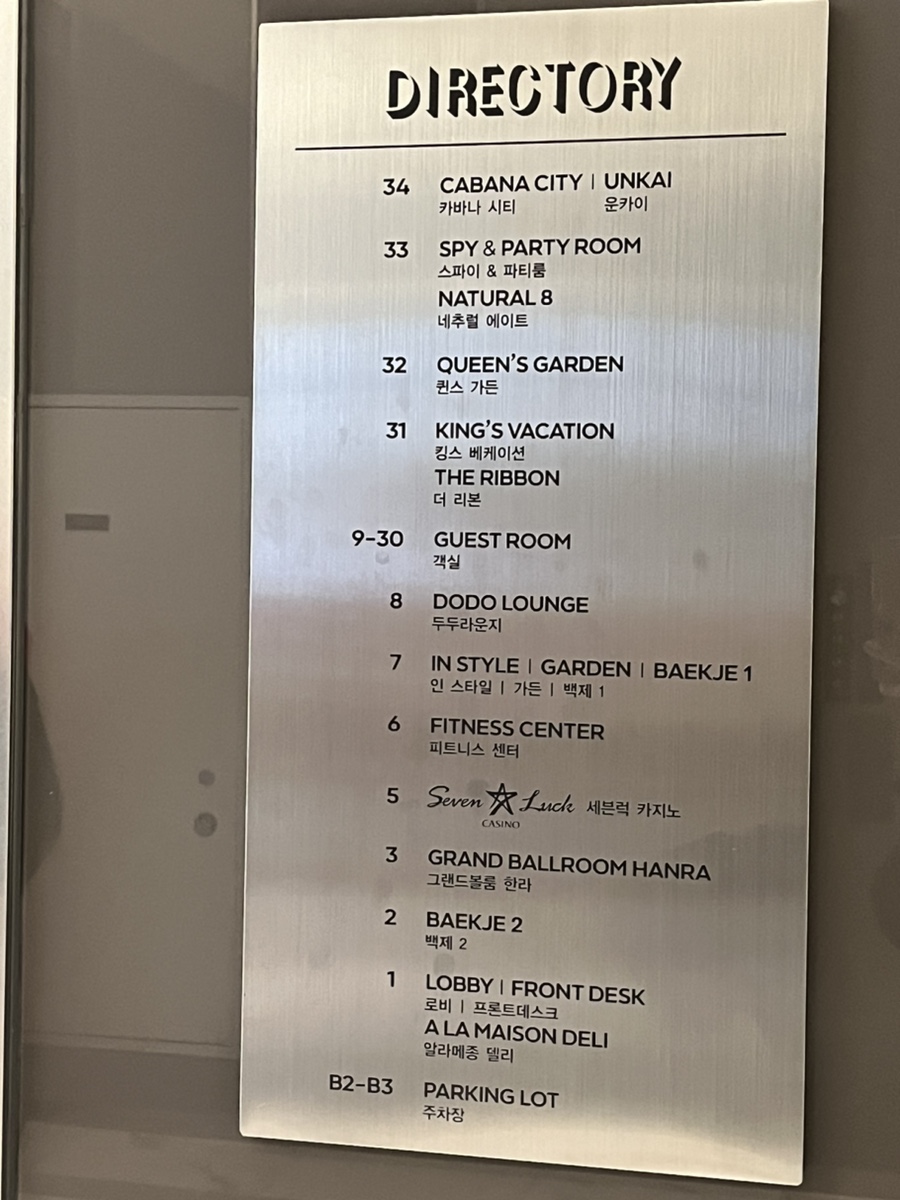 DIRECTORY
34 CABANA CITY | UNKAI
카바나 시티 운카이
33 SPY & PARTY ROOM
스파이 & 파티룸
NATURAL 8
네추럴 에이트
32 QUEEN'S GARDEN
퀸스 가든
31 KING'S VACATION
킹스 베케이션
THE RIBBON
더 리본
9-30 GUEST ROOM
객실
8 DODO LOUNGE
두두라운지
7 IN STYLE | GARDEN | BAEKJE 1
인 스타일 | 가든 | 백제 1
6 FITNESS CENTER
피트니스 센터
5 Seven Luck 세븐럭 카지노
CASINO
3 GRAND BALLROOM HANRA
그랜드볼룸 한라
2 BAEKJE 2
백제 2
1 LOBBY | FRONT DESK
로비 | 프론트데스크
A LA MAISON DELI
알라메종 델리
B2-B3 PARKING LOT
주차장